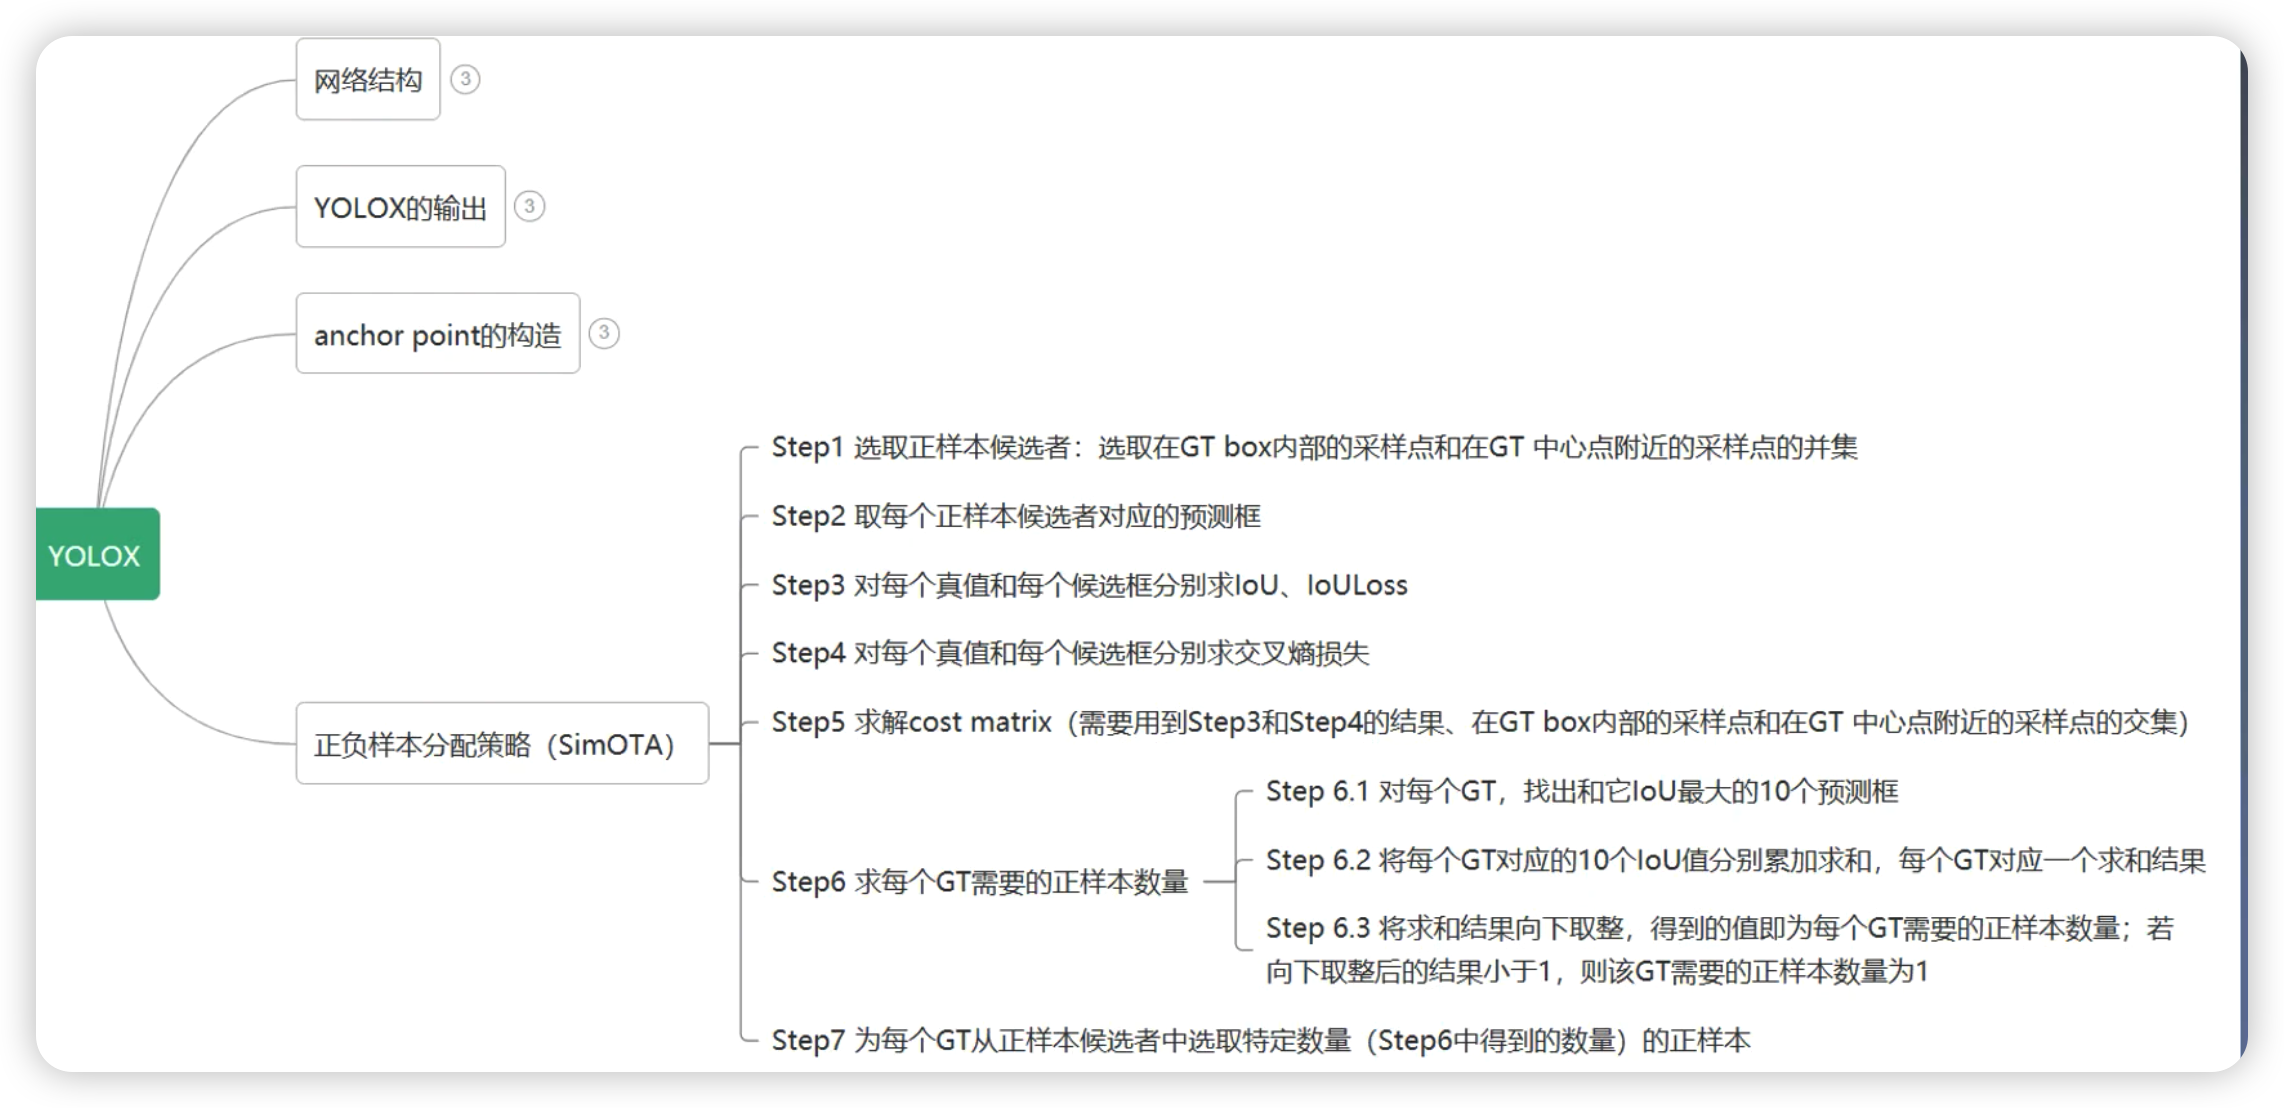 网络结构 3
YOLOX的输出 3
anchor point的构造 3
YOLOX
正负样本分配策略（SimOTA）
Step1 选取正样本候选者：选取在GT box内部的采样点和在GT 中心点附近的采样点的并集
Step2 取每个正样本候选者对应的预测框
Step3 对每个真值和每个候选框分别求IoU、IoULoss
Step4 对每个真值和每个候选框分别求交叉熵损失
Step5 求解cost matrix（需要用到Step3和Step4的结果、在GT box内部的采样点和在GT 中心点附近的采样点的交集）
Step6 求每个GT需要的正样本数量
Step 6.1 对每个GT，找出和它IoU最大的10个预测框
Step 6.2 将每个GT对应的10个IoU值分别累加求和，每个GT对应一个求和结果
Step 6.3 将求和结果向下取整，得到的值即为每个GT需要的正样本数量；若
向下取整后的结果小于1，则该GT需要的正样本数量为1
Step7 为每个GT从正样本候选者中选取特定数量（Step6中得到的数量）的正样本